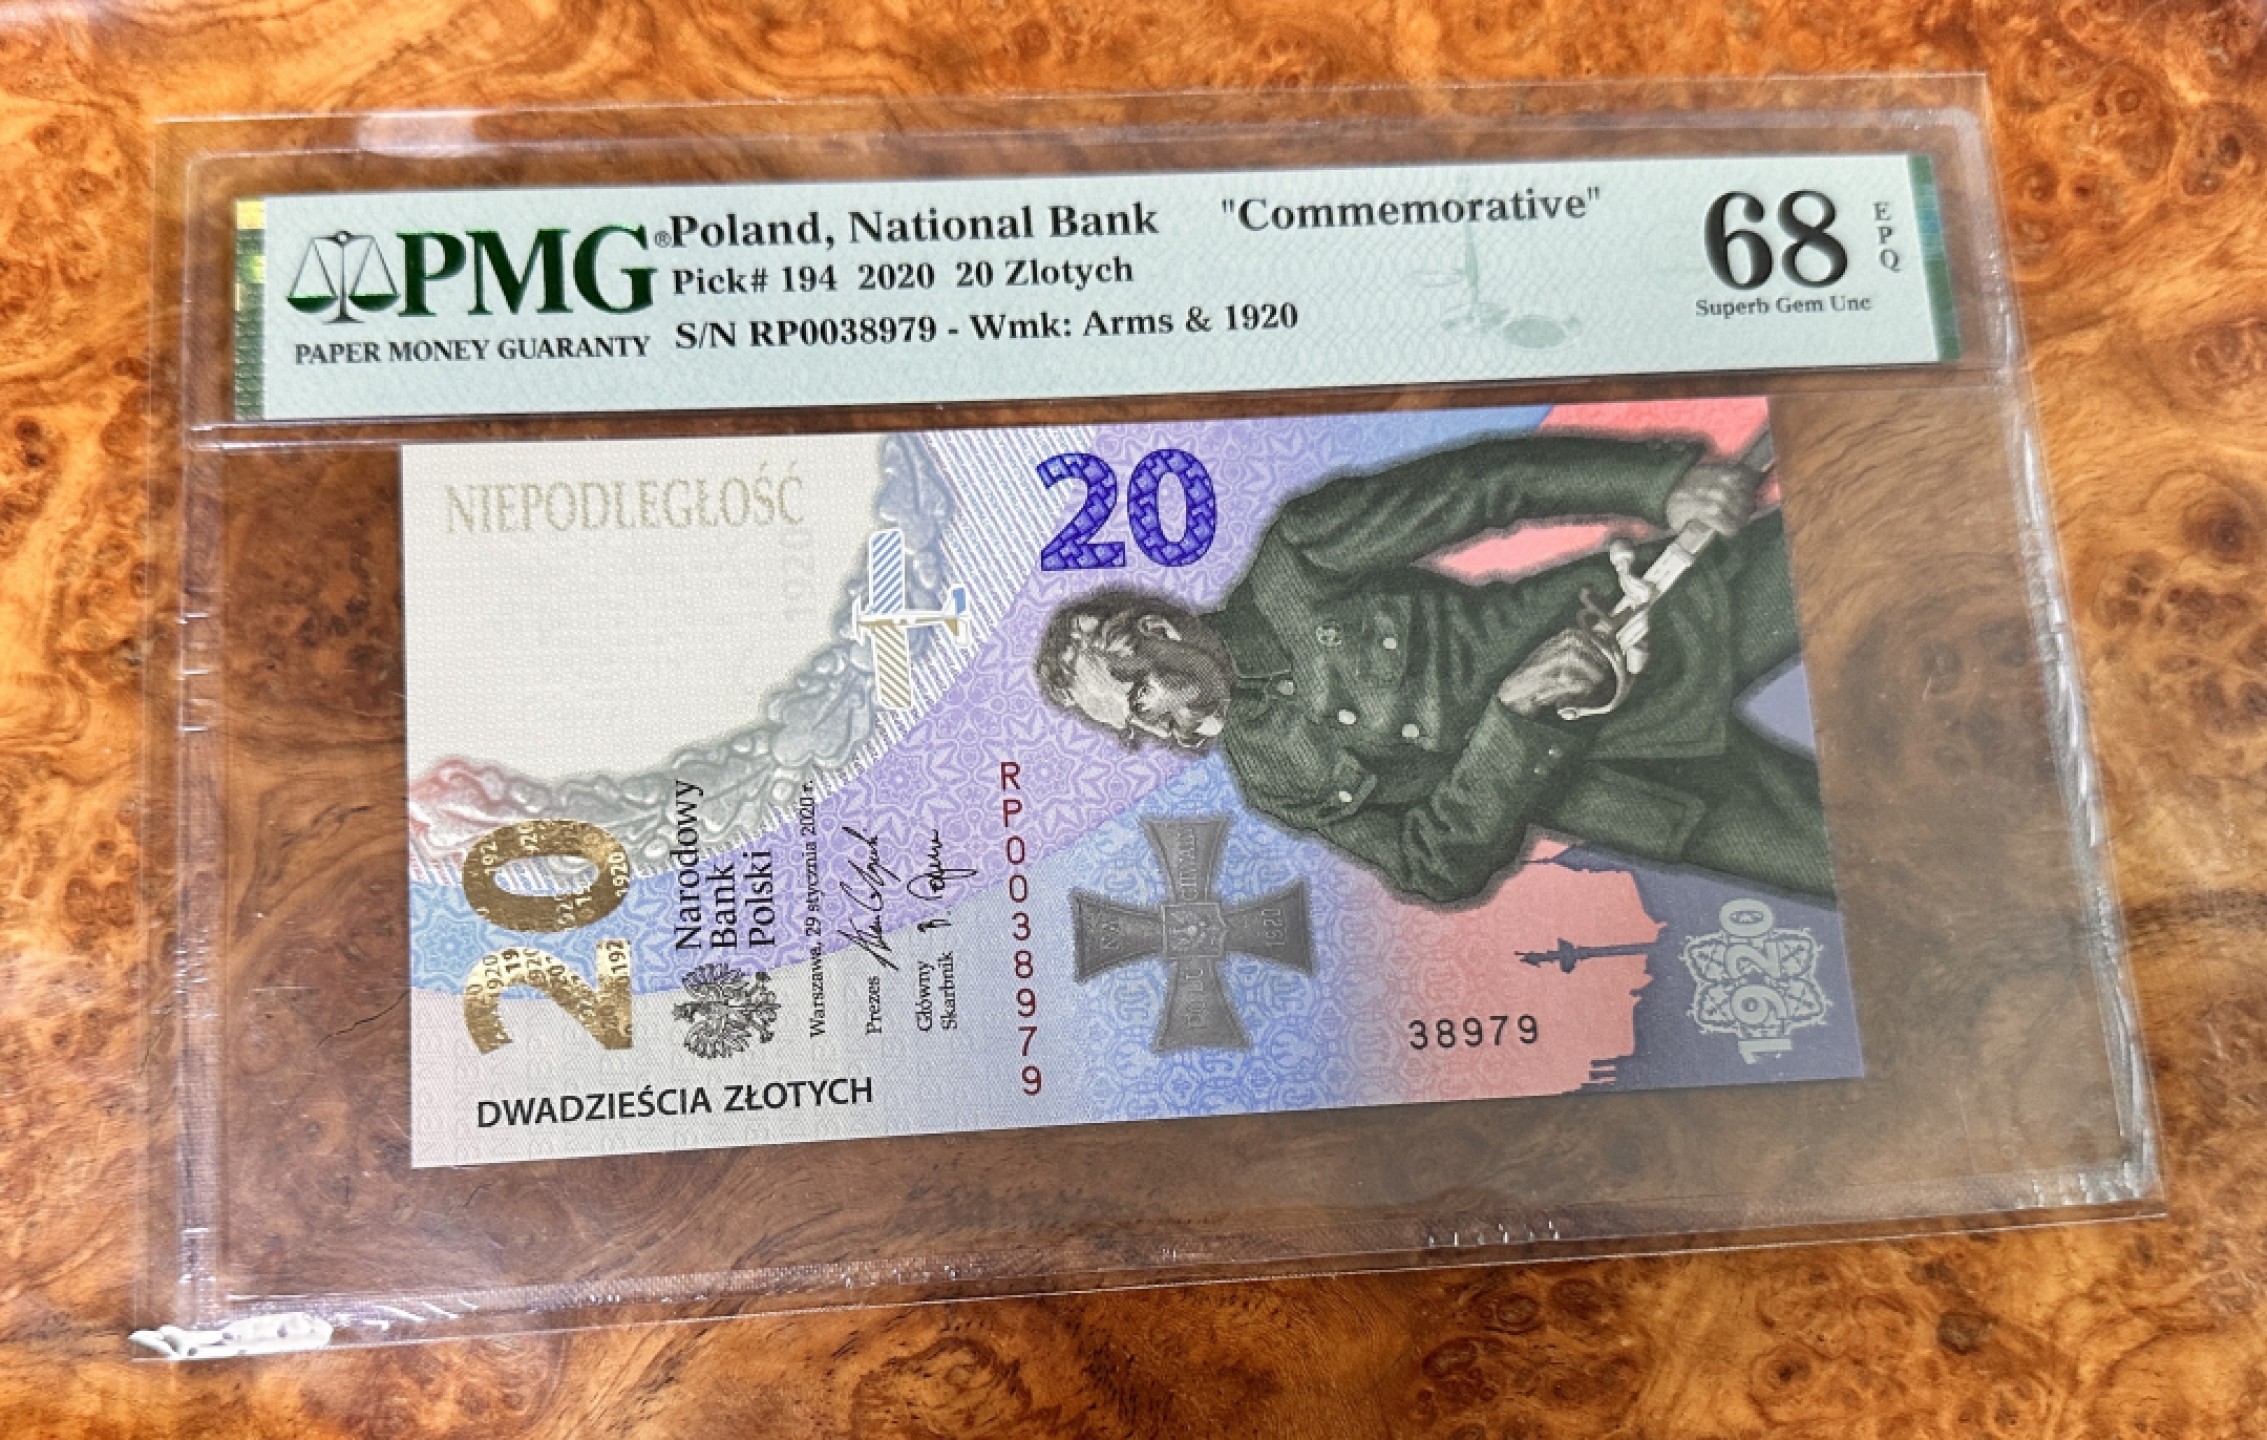 PMG®
PAPER MONEY GUARANTY
Poland, National Bank "Commemorative"
Pick# 194 2020 20 Zlotych
S/N RP0038979 - Wmk: Arms & 1920
68
EPQ
Superb Gem Unc
NIEPODLEGŁOŚĆ
1920
20
20
Narodowy
Bank
Polski
Warszawa, 29 stycznia 2020 r.
Prezes
Główny
Skarbnik
DWADZIEŚCIA ZŁOTYCH
RP0038979
38979
1920